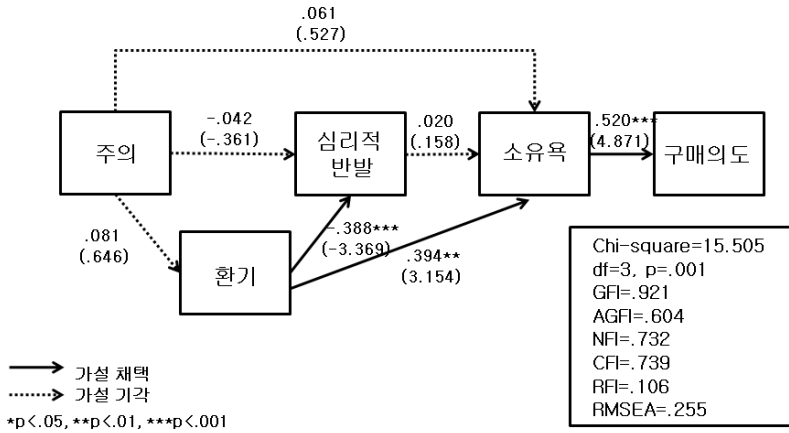 .061
(.527)
-.042
(-.361)
.020
(.158)
.520***
(4.871)
주의
심리적
반발
소유욕
구매의도
.081
(.646)
-.388***
(-3.369)
.394**
(3.154)
환기
Chi-square=15.505
df=3, p=.001
GFI=.921
AGFI=.604
NFI=.732
CFI=.739
RFI=.106
RMSEA=.255
가설 채택
가설 기각
*p<.05, **p<.01, ***p<.001